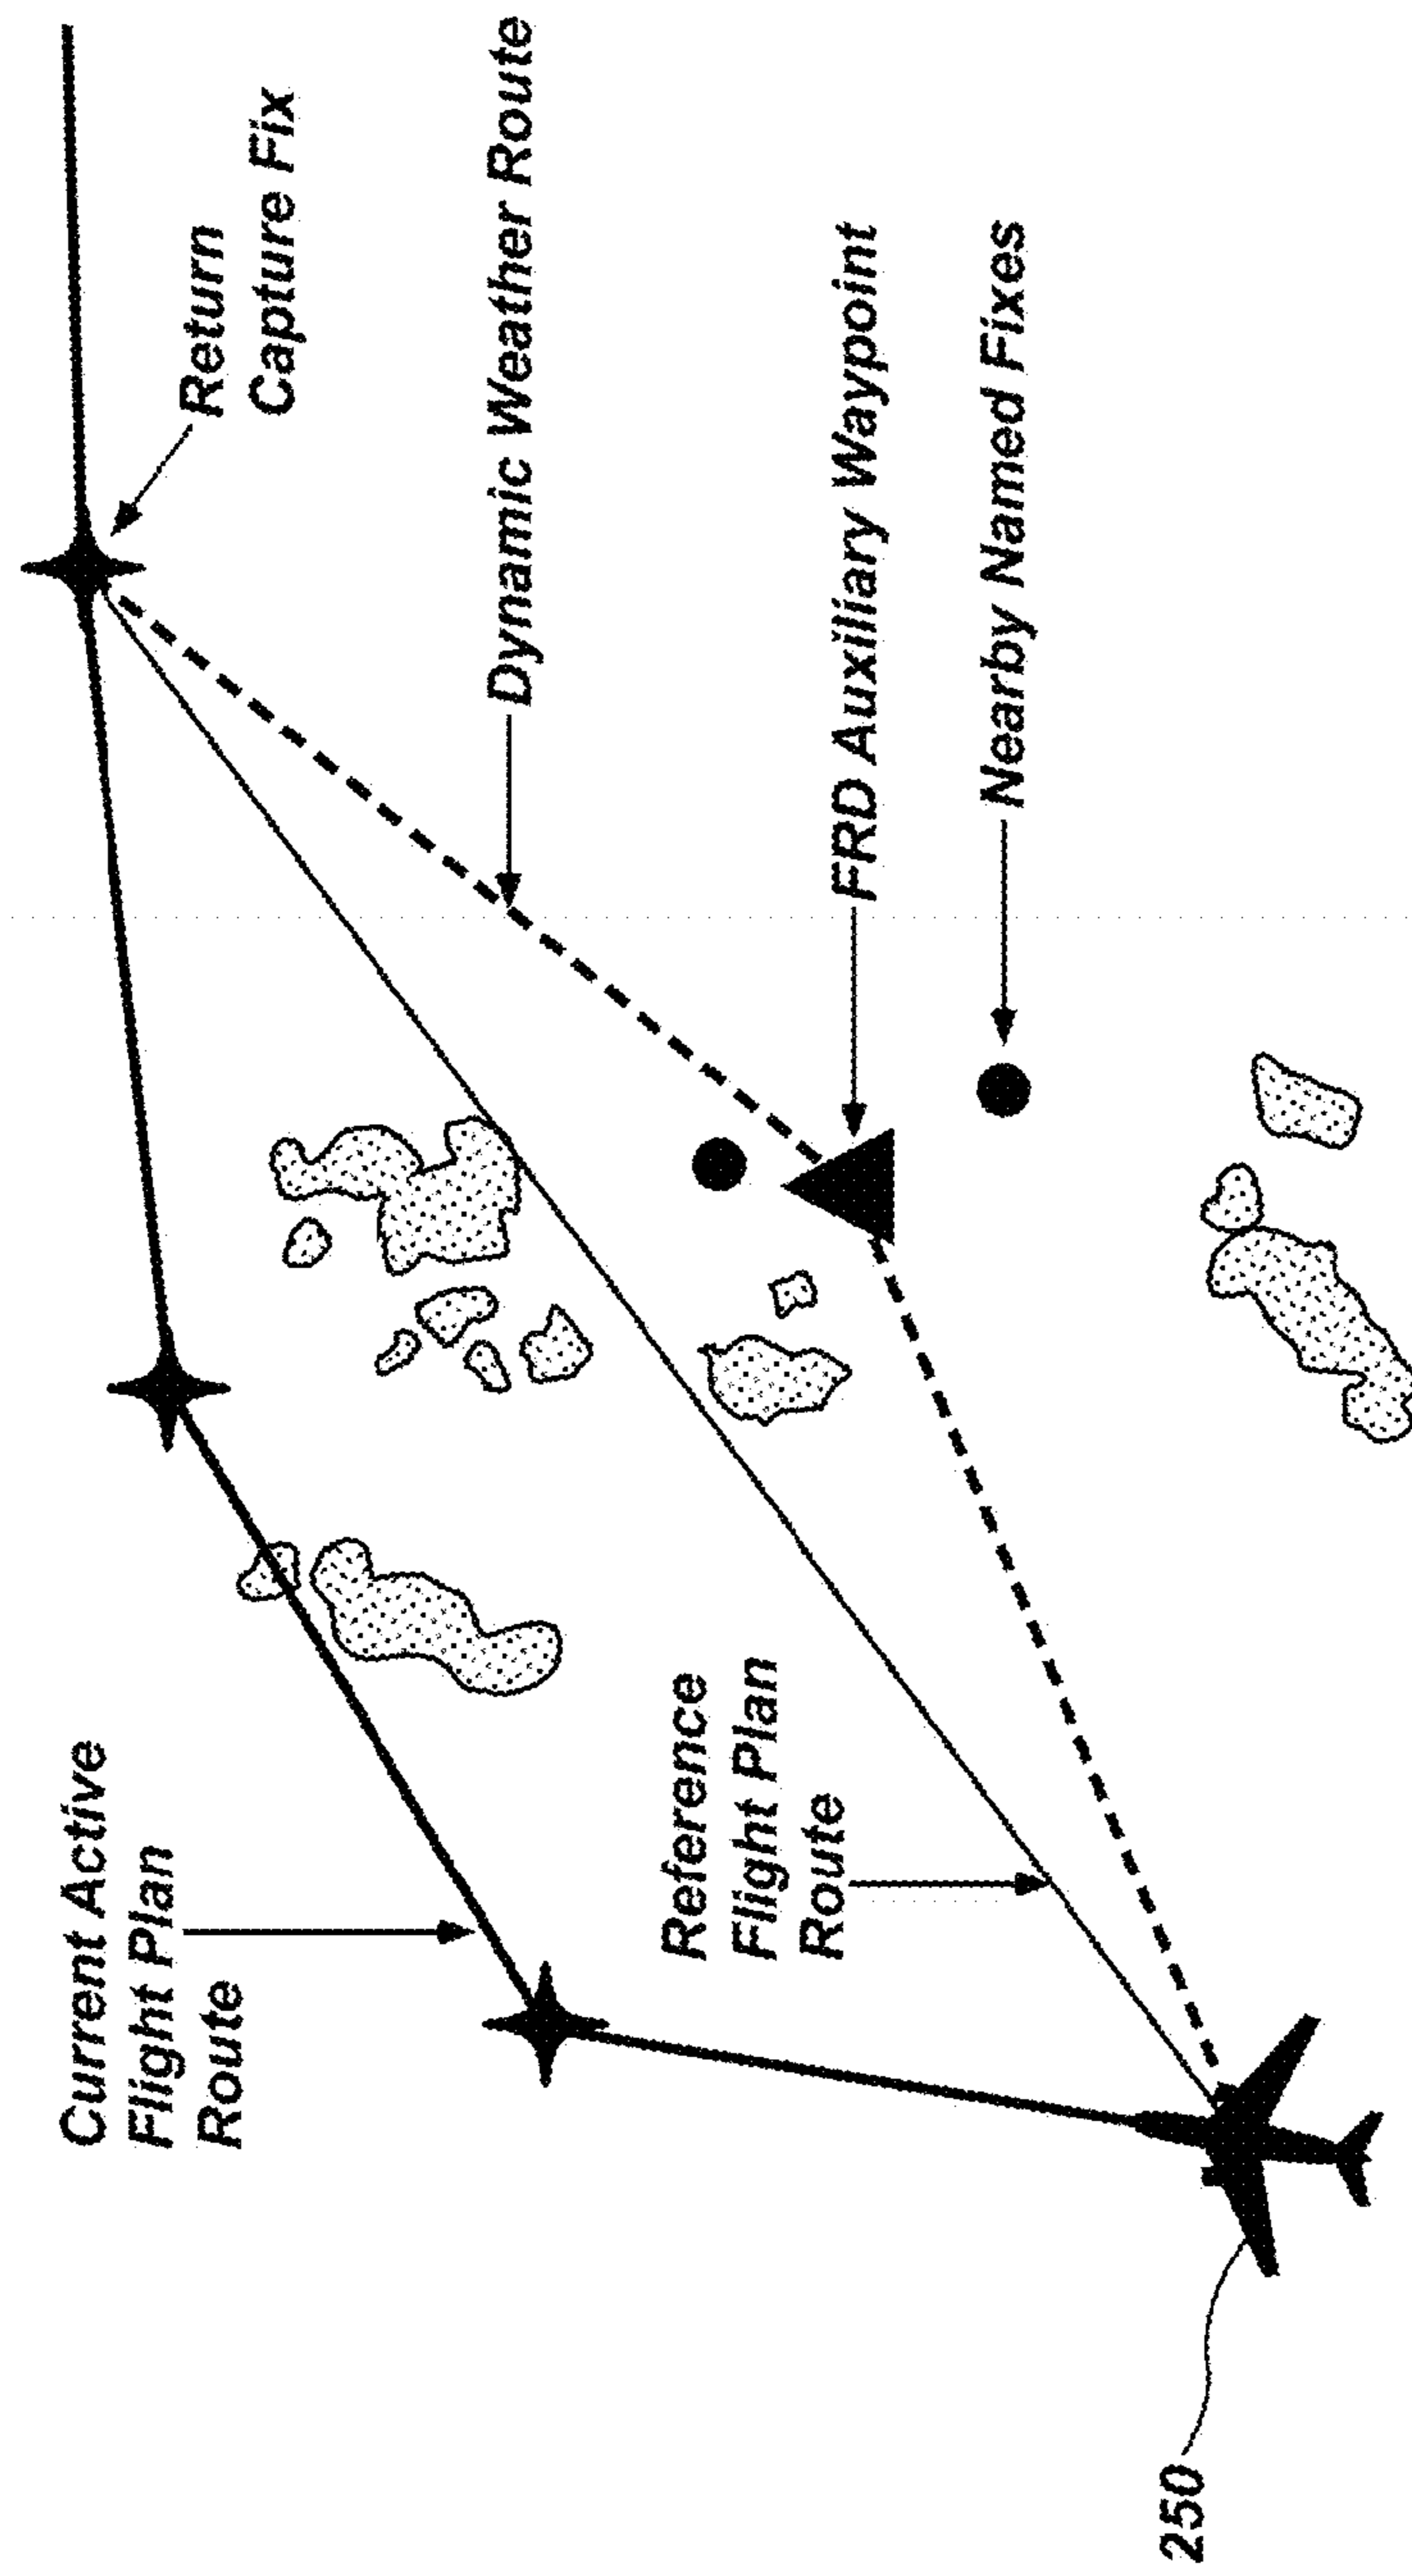 Current Active
Flight Plan
Route
Return
Capture Fix
Dynamic Weather Route
Reference
Flight Plan
Route
FRD Auxiliary Waypoint
Nearby Named Fixes
250